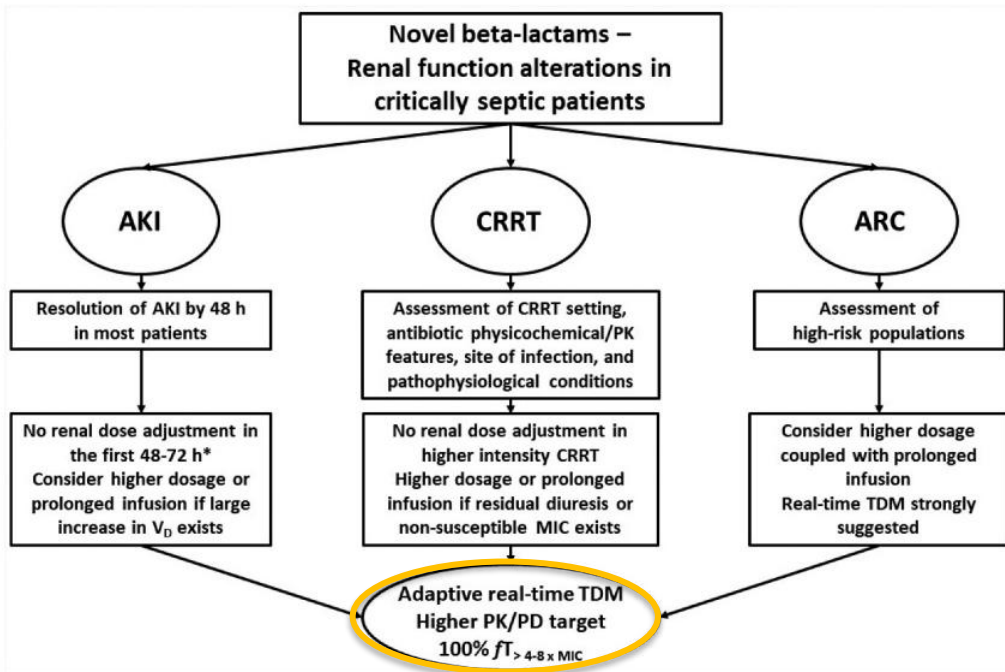 Novel beta-lactams –
Renal function alterations in
critically septic patients
AKI
CRRT
ARC
Resolution of AKI by 48 h
in most patients
Assessment of CRRT setting,
antibiotic physicochemical/PK
features, site of infection, and
pathophysiological conditions
Assessment of
high-risk populations
No renal dose adjustment in
the first 48-72 h*
Consider higher dosage or
prolonged infusion if large
increase in VD exists
No renal dose adjustment in
higher intensity CRRT
Higher dosage or prolonged
infusion if residual diuresis or
non-susceptible MIC exists
Consider higher dosage
coupled with prolonged
infusion
Real-time TDM strongly
suggested
Adaptive real-time TDM
Higher PK/PD target
100% fT> 4-8 x MIC